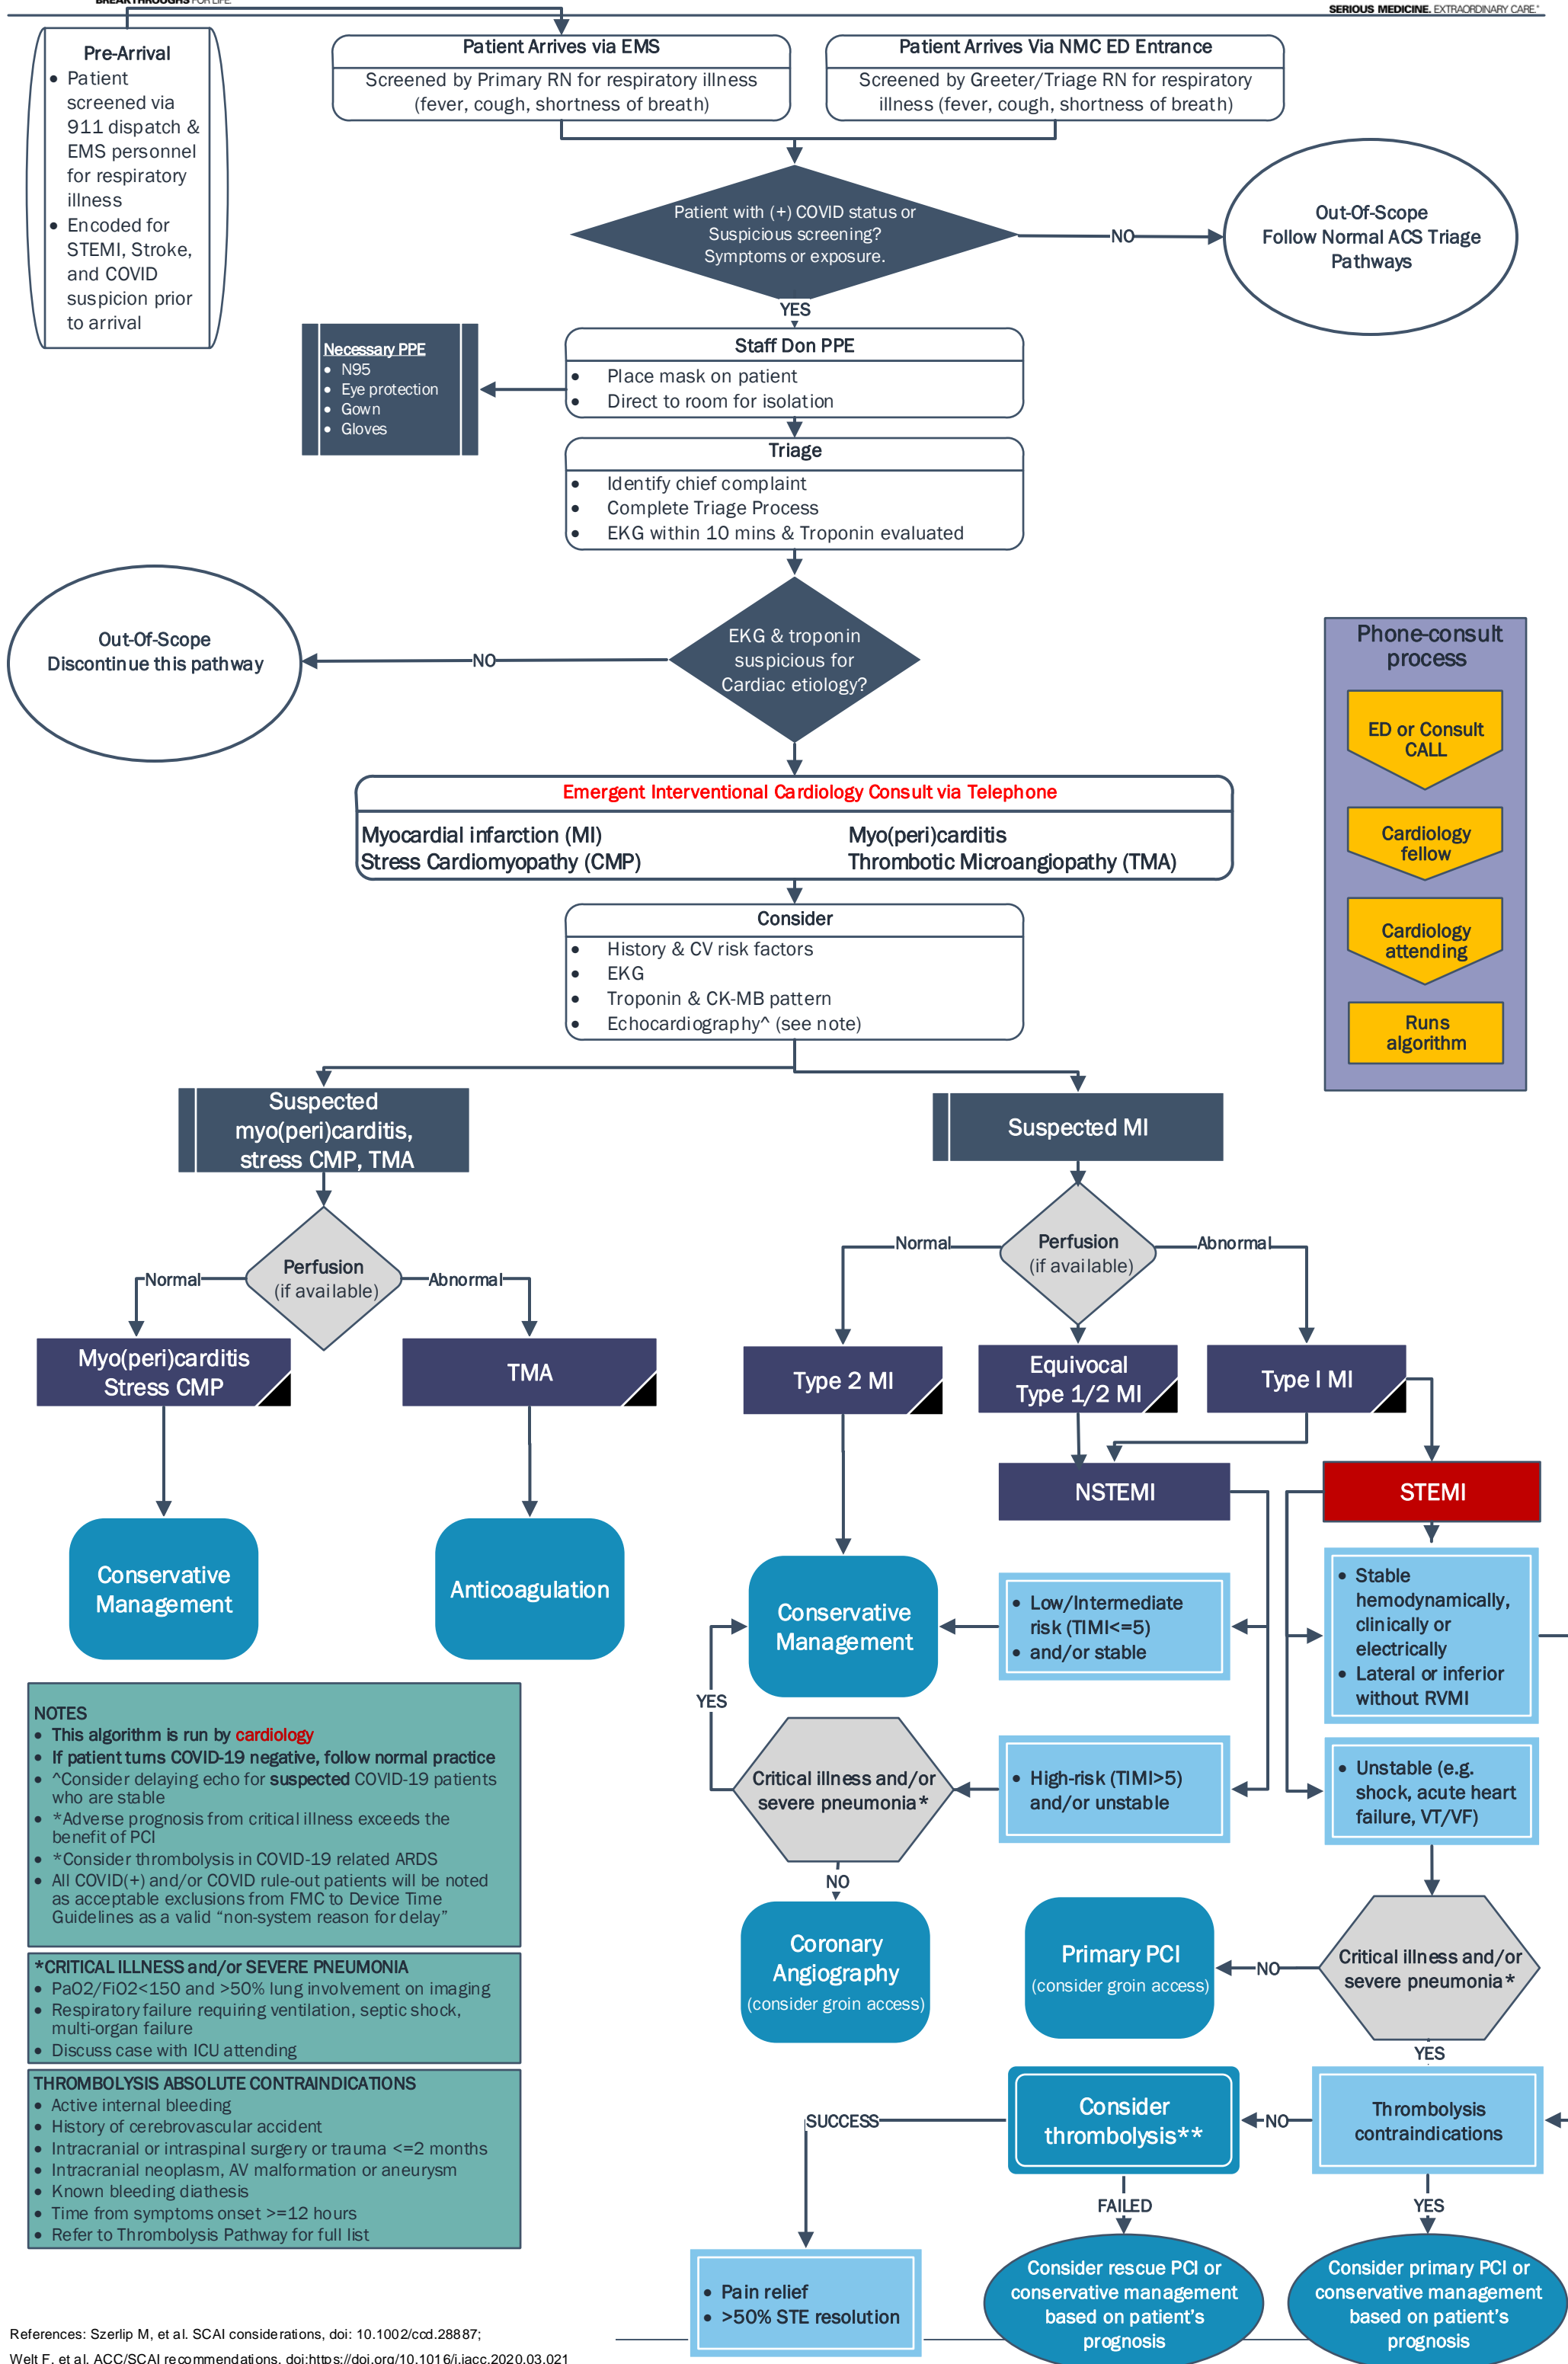 BREAKTHROUGHS FOR LIFE.
SERIOUS MEDICINE. EXTRAORDINARY CARE.
Pre-Arrival
• Patient
screened via
911 dispatch &
EMS personnel
for respiratory
illness
• Encoded for
STEMI, Stroke,
and COVID
suspicion prior
to arrival
Patient Arrives via EMS
Screened by Primary RN for respiratory illness
(fever, cough, shortness of breath)
Patient Arrives Via NMC ED Entrance
Screened by Greeter/Triage RN for respiratory
illness (fever, cough, shortness of breath)
Patient with (+) COVID status or
Suspicious screening?
Symptoms or exposure.
NO
Out-Of-Scope
Follow Normal ACS Triage
Pathways
YES
Necessary PPE
• N95
• Eye protection
• Gown
• Gloves
Staff Don PPE
• Place mask on patient
• Direct to room for isolation
Triage
• Identify chief complaint
• Complete Triage Process
• EKG within 10 mins & Troponin evaluated
EKG & troponin
suspicious for
Cardiac etiology?
NO
Out-Of-Scope
Discontinue this pathway
Phone-consult
process
ED or Consult
CALL
Cardiology
fellow
Cardiology
attending
Runs
algorithm
Emergent Interventional Cardiology Consult via Telephone
Myocardial infarction (MI)
Stress Cardiomyopathy (CMP)
Myo(peri)carditis
Thrombotic Microangiopathy (TMA)
Consider
• History & CV risk factors
• EKG
• Troponin & CK-MB pattern
• Echocardiography^ (see note)
Suspected
myo(peri)carditis,
stress CMP, TMA
Perfusion
(if available)
Normal
Abnormal
Myo(peri)carditis
Stress CMP
TMA
Conservative
Management
Anticoagulation
Suspected MI
Perfusion
(if available)
Normal
Abnormal
Type 2 MI
Equivocal
Type 1/2 MI
Type I MI
NSTEMI
STEMI
Conservative
Management
• Low/Intermediate
risk (TIMI<=5)
• and/or stable
• Stable
hemodynamically,
clinically or
electrically
• Lateral or inferior
without RVMI
YES
Critical illness and/or
severe pneumonia*
• High-risk (TIMI>5)
and/or unstable
• Unstable (e.g.
shock, acute heart
failure, VT/VF)
NO
Coronary
Angiography
(consider groin access)
Primary PCI
(consider groin access)
NO
Critical illness and/or
severe pneumonia*
YES
Thrombolysis
contraindications
NO
Consider
thrombolysis**
SUCCESS
FAILED
YES
• Pain relief
• >50% STE resolution
Consider rescue PCI or
conservative management
based on patient's
prognosis
Consider primary PCI or
conservative management
based on patient's
prognosis
NOTES
• This algorithm is run by cardiology
• If patient turns COVID-19 negative, follow normal practice
• ^Consider delaying echo for suspected COVID-19 patients
who are stable
• *Adverse prognosis from critical illness exceeds the
benefit of PCI
• *Consider thrombolysis in COVID-19 related ARDS
• All COVID(+) and/or COVID rule-out patients will be noted
as acceptable exclusions from FMC to Device Time
Guidelines as a valid “non-system reason for delay”
*CRITICAL ILLNESS and/or SEVERE PNEUMONIA
• PaO2/FiO2<150 and >50% lung involvement on imaging
• Respiratory failure requiring ventilation, septic shock,
multi-organ failure
• Discuss case with ICU attending
THROMBOLYSIS ABSOLUTE CONTRAINDICATIONS
• Active internal bleeding
• History of cerebrovascular accident
• Intracranial or intraspinal surgery or trauma <=2 months
• Intracranial neoplasm, AV malformation or aneurysm
• Known bleeding diathesis
• Time from symptoms onset >=12 hours
• Refer to Thrombolysis Pathway for full list
References: Szerlip M, et al. SCAI considerations, doi: 10.1002/ccd.28887;
Welt F, et al. ACC/SCAI recommendations, doi:https://doi.org/10.1016/j.jacc.2020.03.021